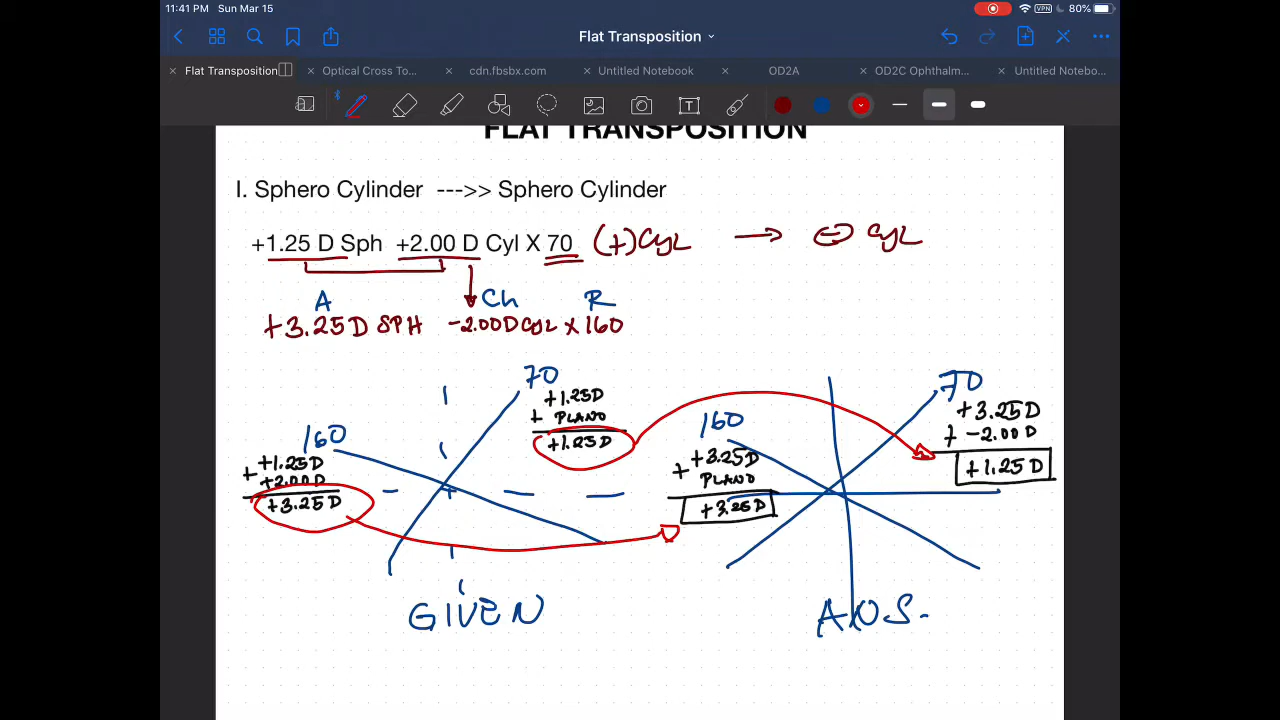 11:41 PM Sun Mar 15
VPN 80%
Flat Transposition
Flat Transposition Optical Cross To... cdn.fbsbx.com Untitled Notebook OD2A OD2C Ophthalm... Untitled Notebo...
FLAT TRANSPOSITION
I. Sphero Cylinder --->> Sphero Cylinder
+1.25 D Sph +2.00 D Cyl X 70 (+) CYL → (-) CYL
A Ch R
+3.25 D SPH -2.00D CYL x 160
70
+1.25D
+ PLANO
+1.25D
160
+1.25D
+ +2.00D
+3.25D
GIVEN
70
+3.25D
+ -2.00D
+1.25D
160
+3.25D
+ PLANO
+3.25D